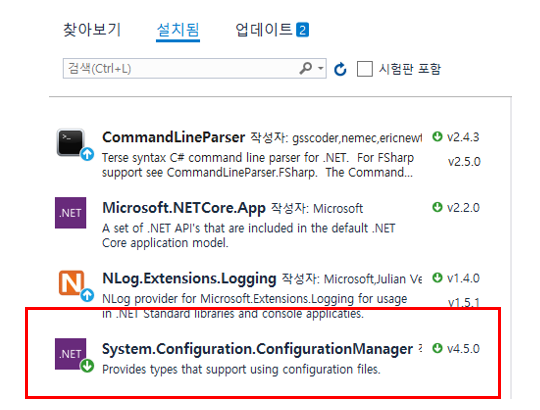 찾아보기 설치됨 업데이트 2
검색(Ctrl+L) 시험판 포함
CommandLineParser 작성자: gsscoder,nemec,ericnewt v2.4.3
Terse syntax C# command line parser for .NET. For FSharp v2.5.0
support see CommandLineParser.FSharp. The Command...
.NET Microsoft.NETCore.App 작성자: Microsoft v2.2.0
A set of .NET API's that are included in the default .NET
Core application model.
N NLog.Extensions.Logging 작성자: Microsoft,Julian Ve v1.4.0
NLog provider for Microsoft.Extensions.Logging for usage v1.5.1
in .NET Standard libraries and console applicaties.
.NET System.Configuration.ConfigurationManager v4.5.0
Provides types that support using configuration files.